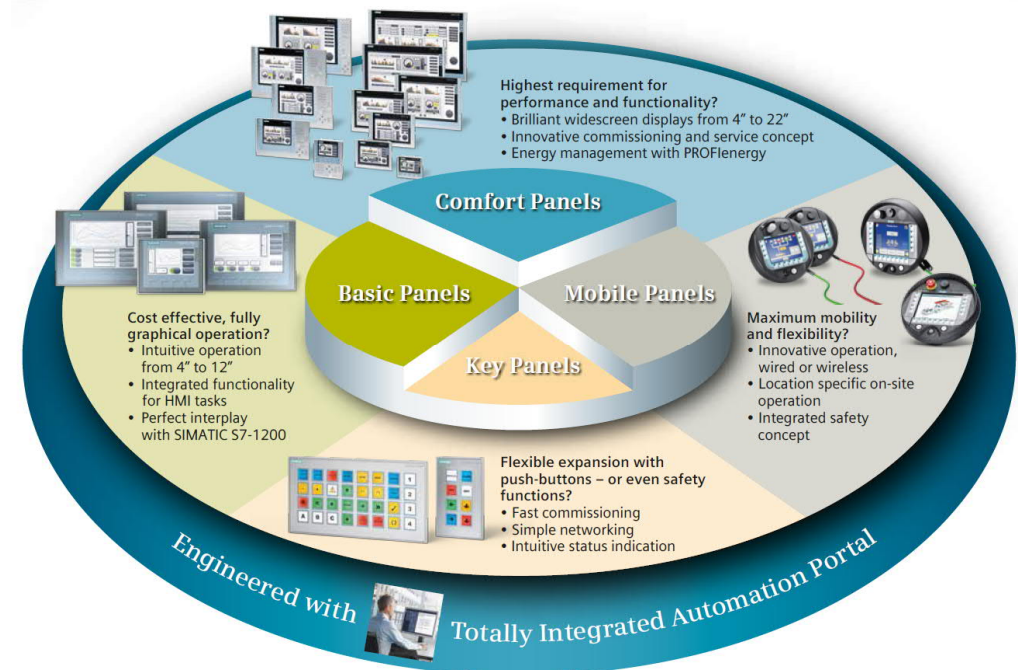 Highest requirement for
performance and functionality?
• Brilliant widescreen displays from 4” to 22”
• Innovative commissioning and service concept
• Energy management with PROFIenergy
Comfort Panels
Basic Panels
Mobile Panels
Key Panels
Cost effective, fully
graphical operation?
• Intuitive operation
from 4” to 12”
• Integrated functionality
for HMI tasks
• Perfect interplay
with SIMATIC S7-1200
Maximum mobility
and flexibility?
• Innovative operation,
wired or wireless
• Location specific on-site
operation
• Integrated safety
concept
Flexible expansion with
push-buttons – or even safety
functions?
• Fast commissioning
• Simple networking
• Intuitive status indication
1
2
3
A B C 4
Engineered with Totally Integrated Automation Portal